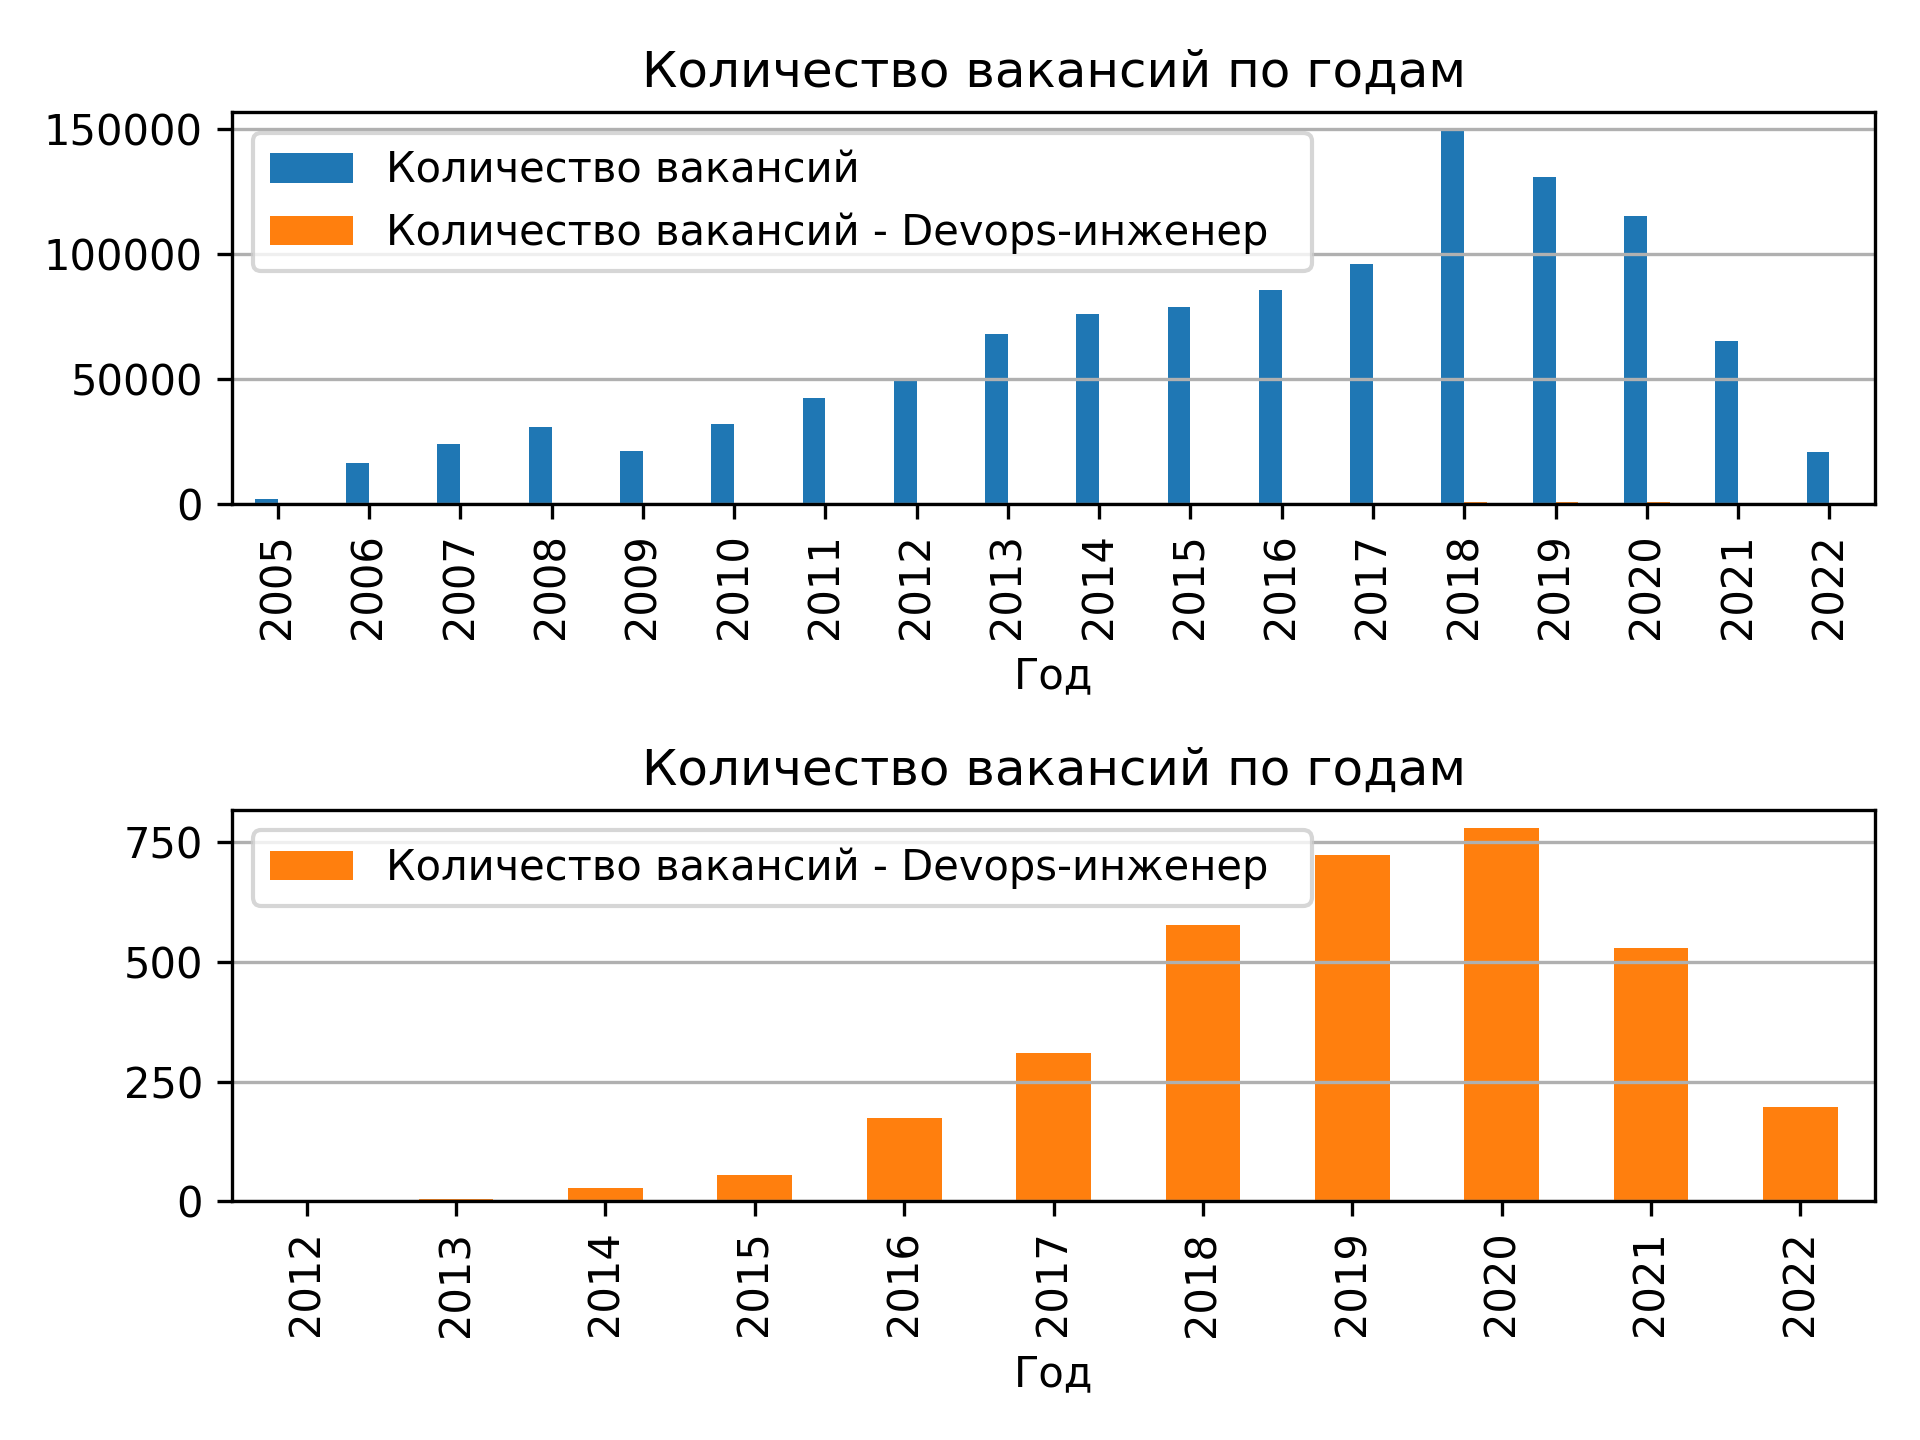 Количество вакансий по годам
150000
100000
50000
0
Количество вакансий
Количество вакансий - Devops-инженер
2005 2006 2007 2008 2009 2010 2011 2012 2013 2014 2015 2016 2017 2018 2019 2020 2021 2022
Год
Количество вакансий по годам
750
500
250
0
Количество вакансий - Devops-инженер
2012 2013 2014 2015 2016 2017 2018 2019 2020 2021 2022
Год